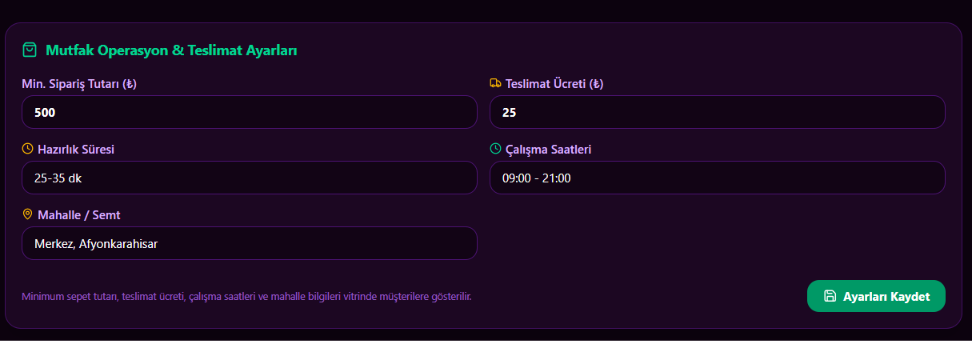 Mutfak Operasyon & Teslimat Ayarları
Min. Sipariş Tutarı (₺)
Teslimat Ücreti (₺)
500
25
Hazırlık Süresi
Çalışma Saatleri
25-35 dk
09:00 - 21:00
Mahalle / Semt
Merkez, Afyonkarahisar
Minimum sepet tutarı, teslimat ücreti, çalışma saatleri ve mahalle bilgileri vitrinde müşterilere gösterilir.
Ayarları Kaydet